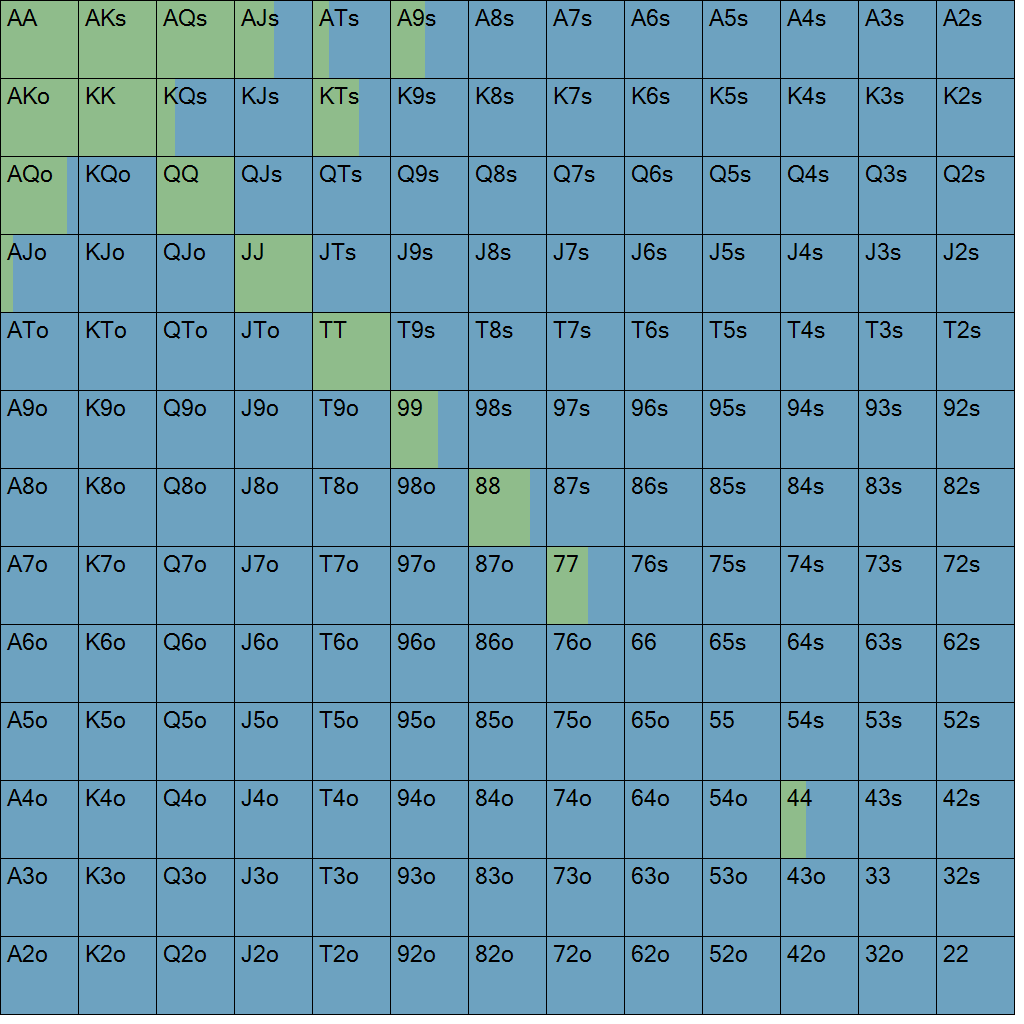 AA AKs AQs AJs ATs A9s A8s A7s A6s A5s A4s A3s A2s
AKo KK KQs KJs KTs K9s K8s K7s K6s K5s K4s K3s K2s
AQo KQo QQ QJs QTs Q9s Q8s Q7s Q6s Q5s Q4s Q3s Q2s
AJo KJo QJo JJ JTs J9s J8s J7s J6s J5s J4s J3s J2s
ATo KTo QTo JTo TT T9s T8s T7s T6s T5s T4s T3s T2s
A9o K9o Q9o J9o T9o 99 98s 97s 96s 95s 94s 93s 92s
A8o K8o Q8o J8o T8o 98o 88 87s 86s 85s 84s 83s 82s
A7o K7o Q7o J7o T7o 97o 87o 77 76s 75s 74s 73s 72s
A6o K6o Q6o J6o T6o 96o 86o 76o 66 65s 64s 63s 62s
A5o K5o Q5o J5o T5o 95o 85o 75o 65o 55 54s 53s 52s
A4o K4o Q4o J4o T4o 94o 84o 74o 64o 54o 44 43s 42s
A3o K3o Q3o J3o T3o 93o 83o 73o 63o 53o 43o 33 32s
A2o K2o Q2o J2o T2o 92o 82o 72o 62o 52o 42o 32o 22